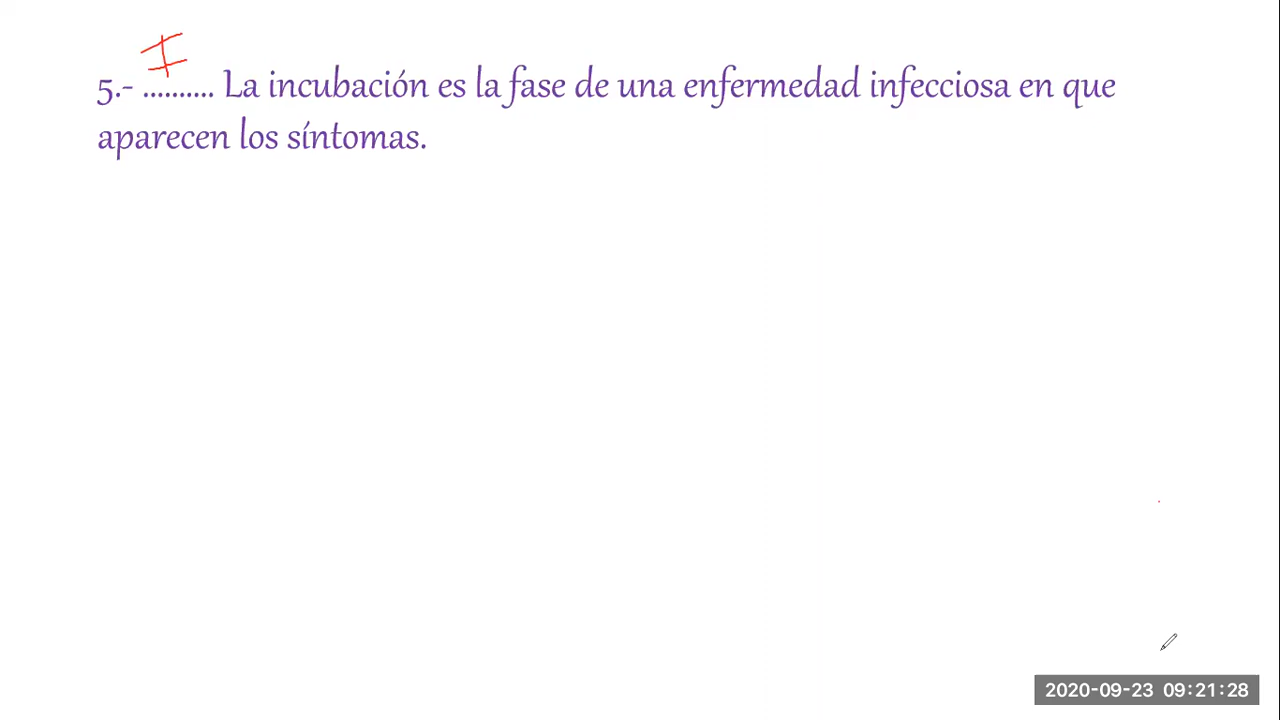 I
5.- .......... La incubación es la fase de una enfermedad infecciosa en que
aparecen los síntomas.
2020-09-23 09:21:28